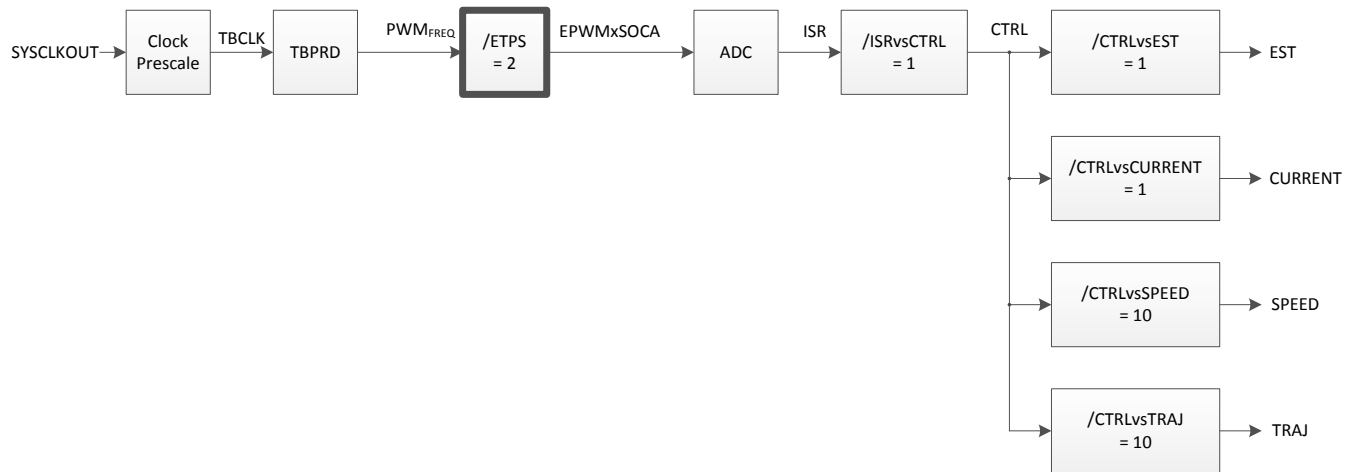 SYSCLKOUT
Clock
Prescale
TBCLK
TBPRD
PWMFREQ
/ETPS
= 2
EPWMxSOCA
ADC
ISR
/ISRvsCTRL
= 1
CTRL
/CTRLvsEST
= 1
EST
/CTRLvsCURRENT
= 1
CURRENT
/CTRLvsSPEED
= 10
SPEED
/CTRLvsTRAJ
= 10
TRAJ